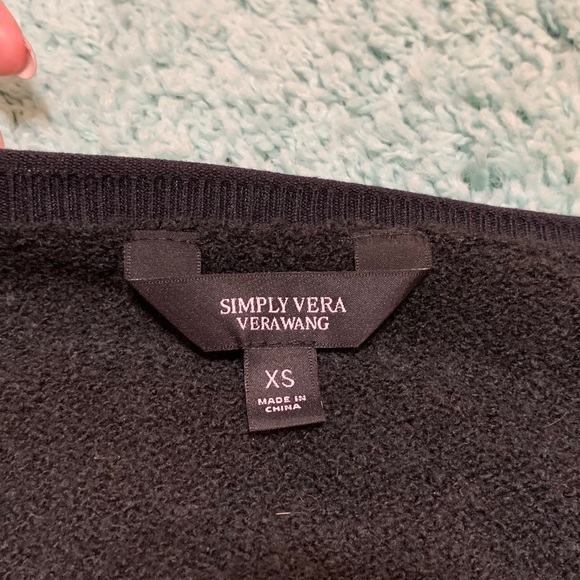 SIMPLY VERA
VERAWANG
XS
MADE IN
CHINA